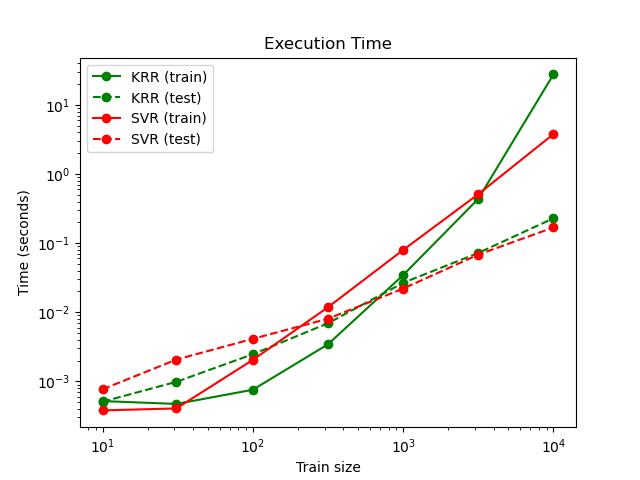 Execution Time
KRR (train)
KRR (test)
SVR (train)
SVR (test)
10¹
10⁰
10⁻¹
10⁻²
10⁻³
Time (seconds)
10¹ 10² 10³ 10⁴
Train size